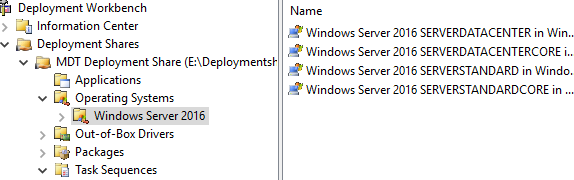 Deployment Workbench
Information Center
Deployment Shares
MDT Deployment Share (E:\Deploymentsh
Applications
Operating Systems
Windows Server 2016
Out-of-Box Drivers
Packages
Task Sequences
Name
Windows Server 2016 SERVERDATACENTER in Win...
Windows Server 2016 SERVERDATACENTERCORE i...
Windows Server 2016 SERVERSTANDARD in Windo...
Windows Server 2016 SERVERSTANDARDCORE in ...